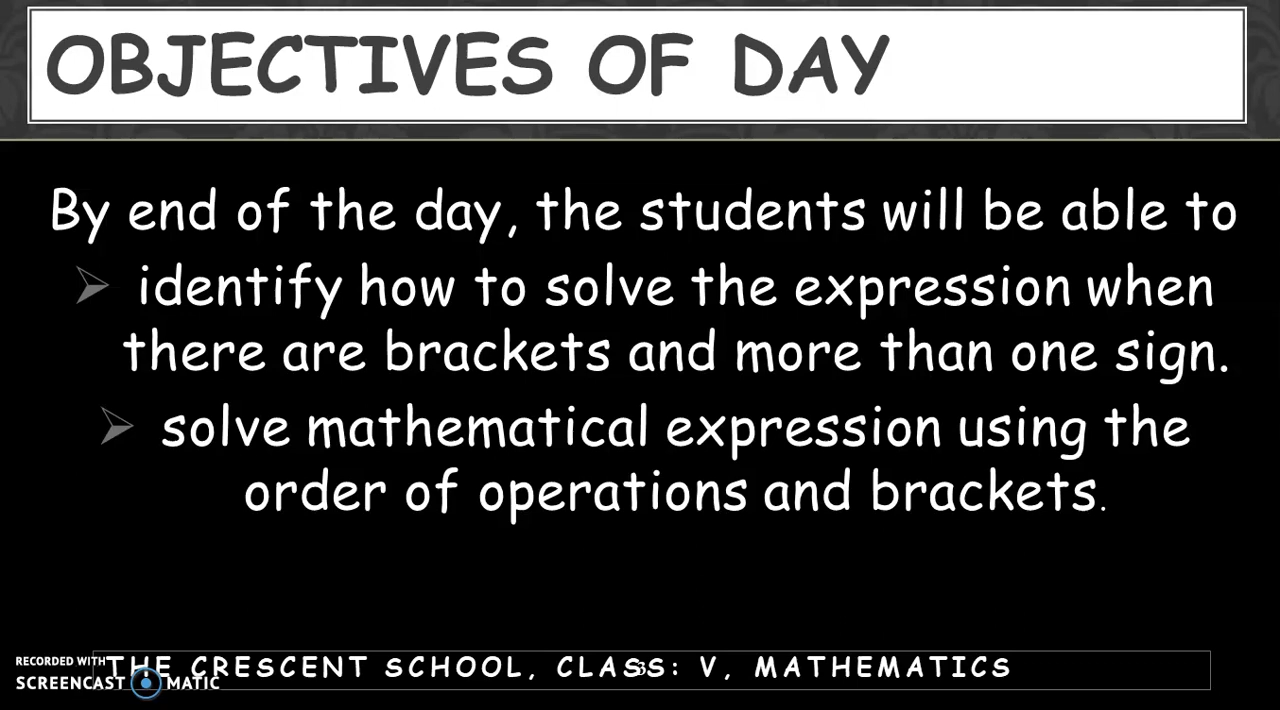 OBJECTIVES OF DAY
By end of the day, the students will be able to
➢ identify how to solve the expression when
there are brackets and more than one sign.
➢ solve mathematical expression using the
order of operations and brackets.
THE CRESCENT SCHOOL, CLASS: V, MATHEMATICS
3
RECORDED WITH
SCREENCAST MATIC